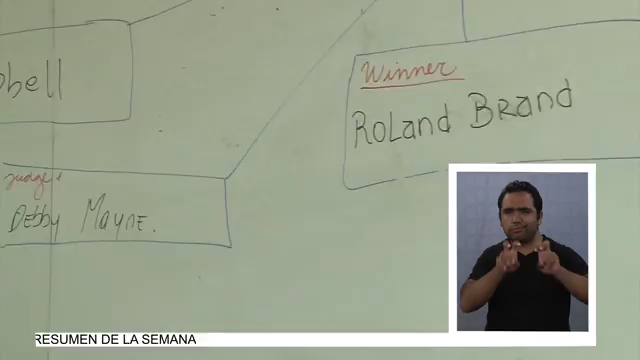 bell
Winner
Roland Brand
Judge
Debby Mayne.
RESUMEN DE LA SEMANA